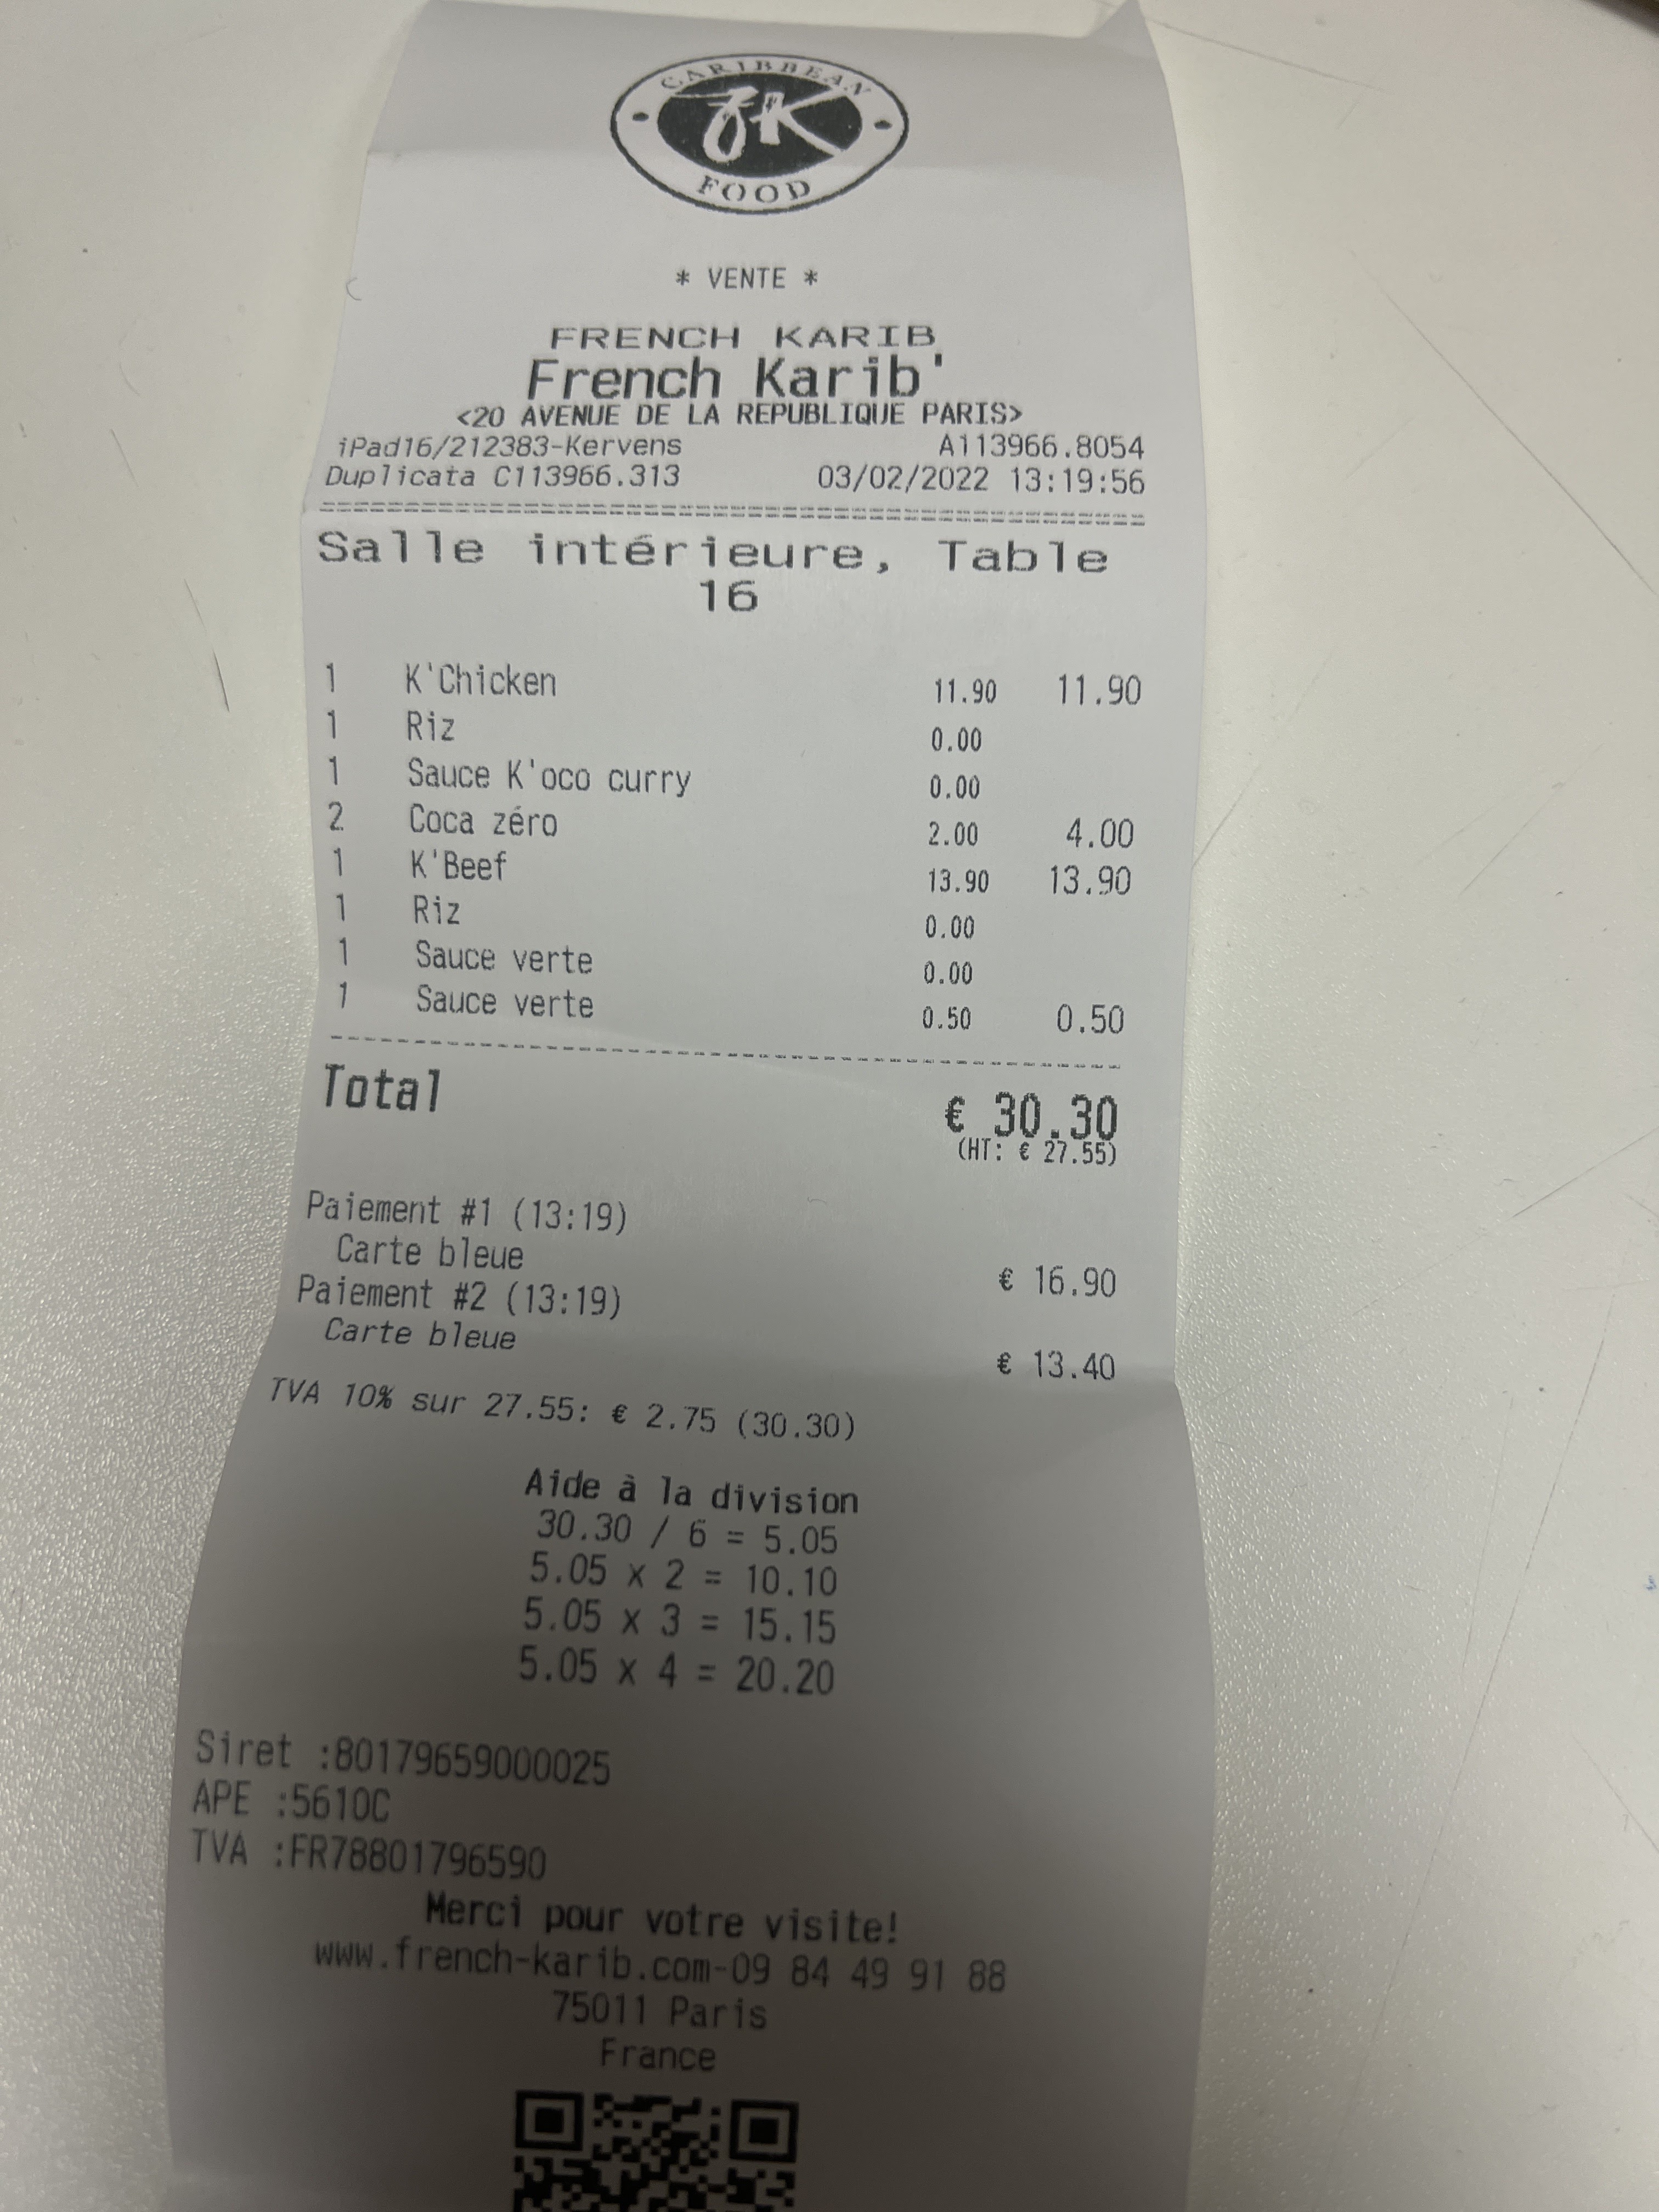 CARIBBEAN
FK
FOOD
* VENTE *
FRENCH KARIB
French Karib'
<20 AVENUE DE LA REPUBLIQUE PARIS>
iPad16/212383-Kervens A113966.8054
Duplicata C113966.313 03/02/2022 13:19:56
Salle intérieure, Table
16
1 K'Chicken 11.90 11.90
1 Riz 0.00
1 Sauce K'oco curry 0.00
2 Coca zéro 2.00 4.00
1 K'Beef 13.90 13.90
1 Riz 0.00
1 Sauce verte 0.00
1 Sauce verte 0.50 0.50
Total € 30.30
(HT: € 27.55)
Paiement #1 (13:19)
Carte bleue € 16.90
Paiement #2 (13:19)
Carte bleue € 13.40
TVA 10% sur 27.55: € 2.75 (30.30)
Aide à la division
30.30 / 6 = 5.05
5.05 x 2 = 10.10
5.05 x 3 = 15.15
5.05 x 4 = 20.20
Siret :80179659000025
APE :5610C
TVA :FR78801796590
Merci pour votre visite!
www.french-karib.com-09 84 49 91 88
75011 Paris
France